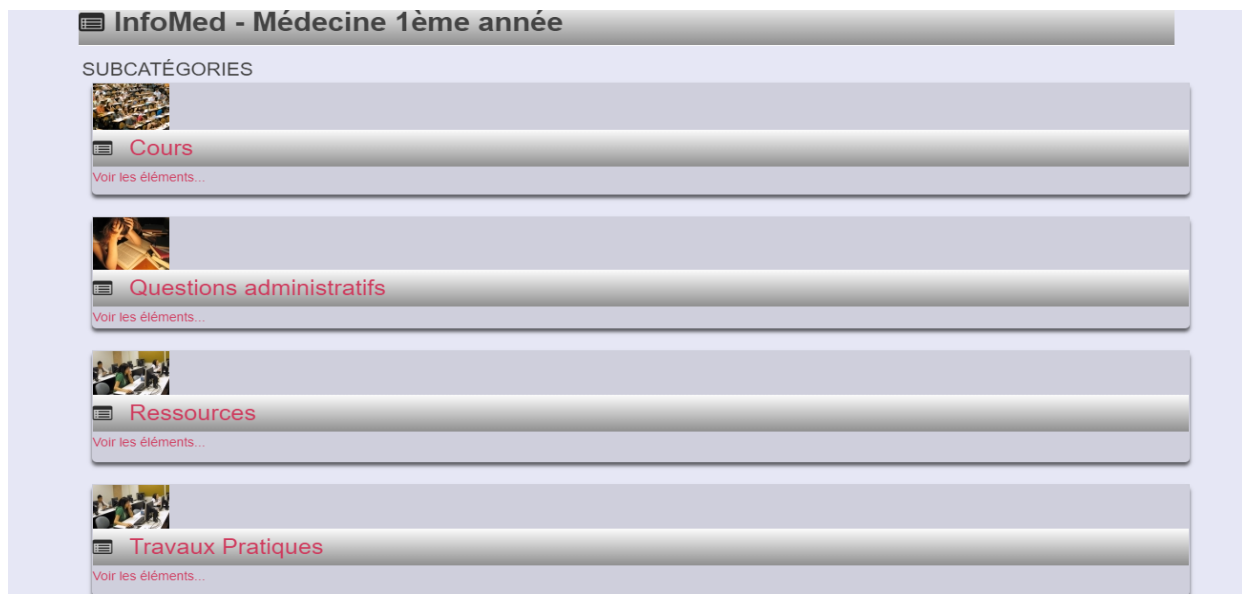 InfoMed - Médecine 1ème année
SUBCATÉGORIES
Cours
Voir les éléments...
Questions administratifs
Voir les éléments...
Ressources
Voir les éléments...
Travaux Pratiques
Voir les éléments...